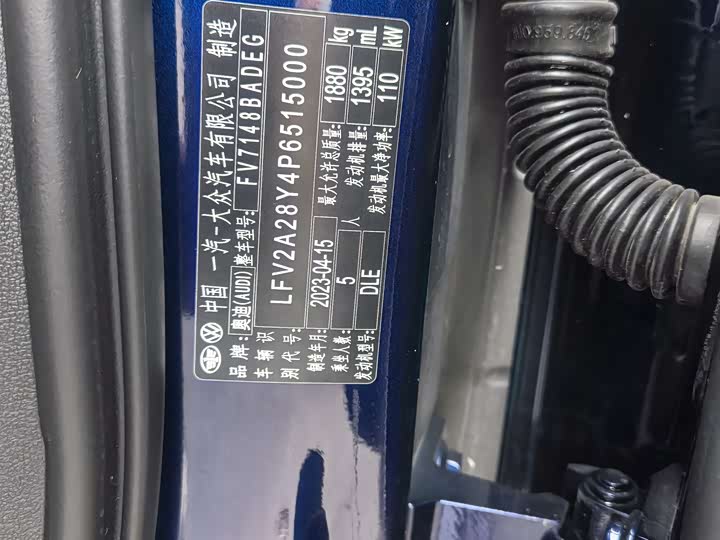 中国 一汽-大众汽车有限公司 制造
品牌: 奥迪(AUDI) 整车型号: FV7148BADEG
车辆识别代号: LFV2A28Y4P6515000
制造年月: 2023-04-15 最大允许总质量: 1880 kg
乘坐人数: 5 人 发动机排量: 1395 mL
发动机型号: DLE 发动机最大净功率: 110 kW